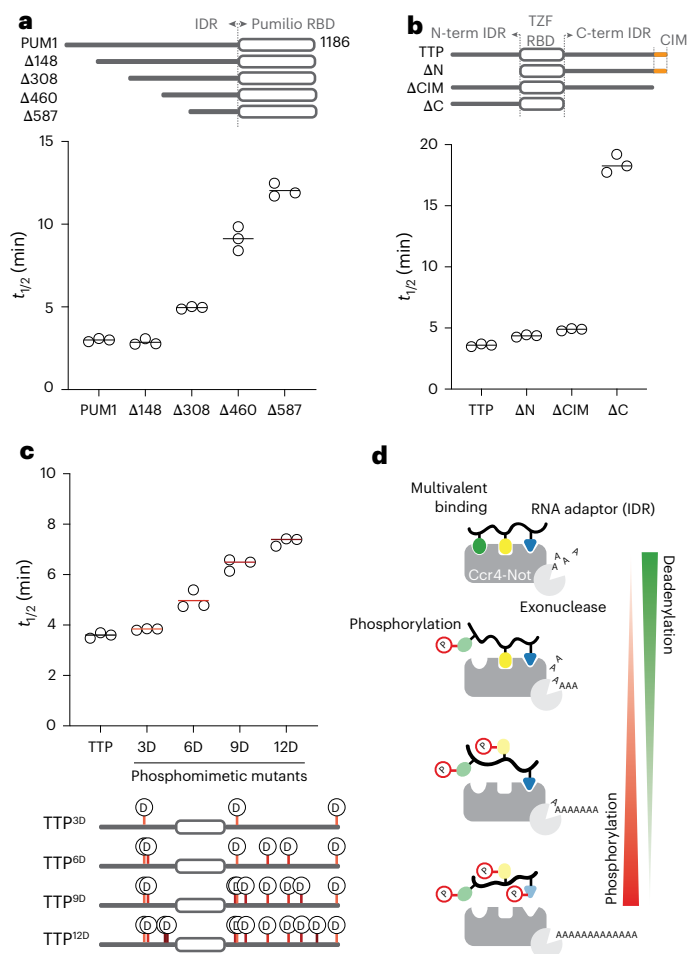 a
IDR Pumilio RBD
PUM1 1186
Δ148
Δ308
Δ460
Δ587
15
10
5
0
t1/2 (min)
PUM1 Δ148 Δ308 Δ460 Δ587
b
TZF
N-term IDR RBD C-term IDR
CIM
TTP
ΔN
ΔCIM
ΔC
20
15
10
5
0
t1/2 (min)
TTP ΔN ΔCIM ΔC
c
10
8
6
4
2
0
t1/2 (min)
TTP 3D 6D 9D 12D
Phosphomimetic mutants
TTP3D D D D
TTP6D D D D D D D
TTP9D D D D D D D D D
TTP12D D D D D D D D D D D D
d
Multivalent
binding
RNA adaptor (IDR)
A A A A
Ccr4-Not
Exonuclease
Phosphorylation
P
A A A AAA
P
P
A AAAAAAA
P
P
P
AAAAAAAAAAAAA
Phosphorylation
Deadenylation